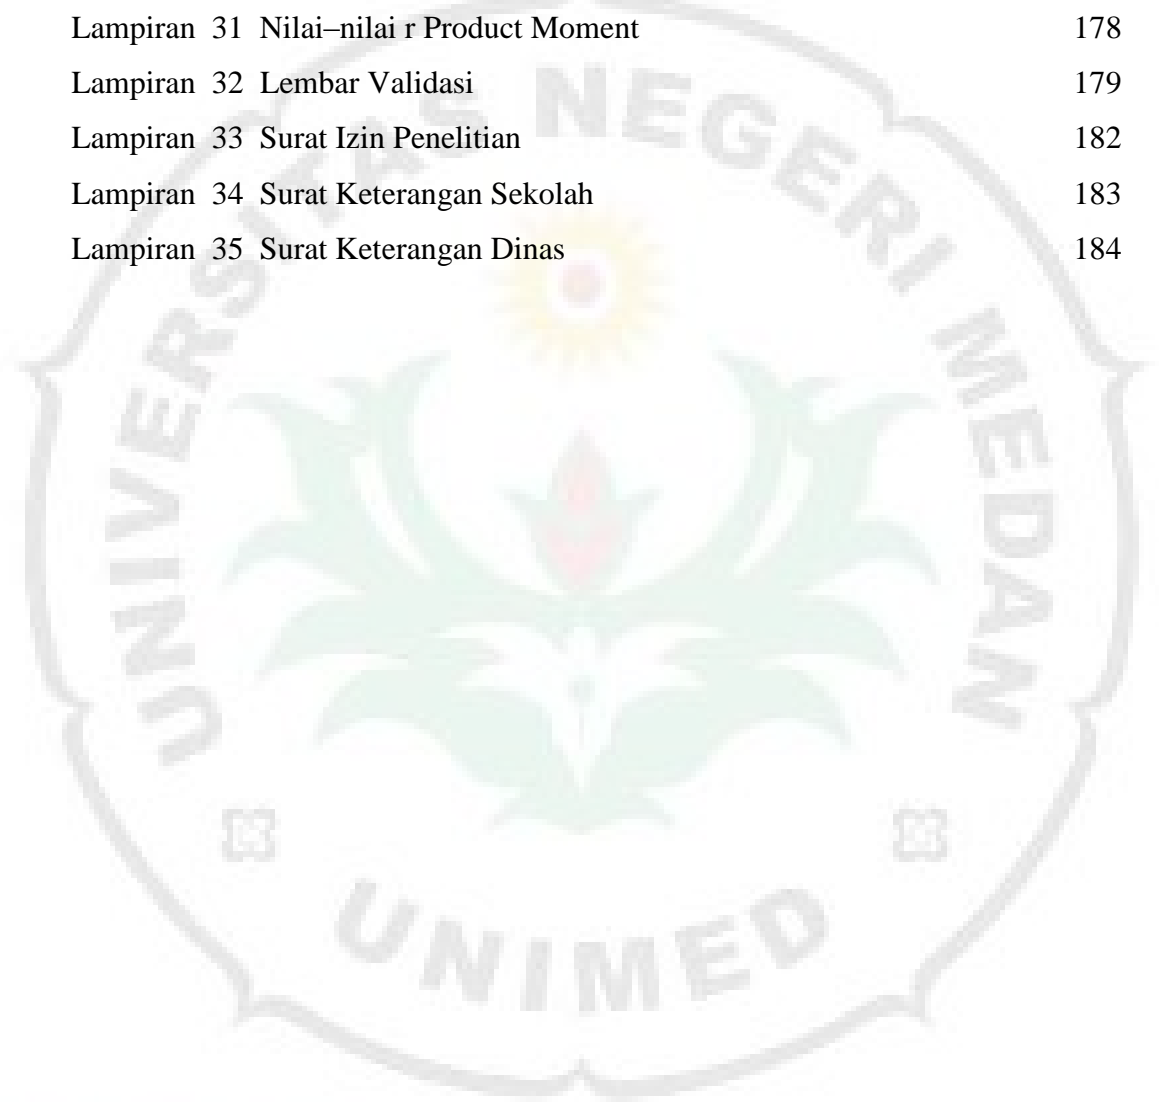 Lampiran 31 Nilai–nilai r Product Moment 178
Lampiran 32 Lembar Validasi 179
Lampiran 33 Surat Izin Penelitian 182
Lampiran 34 Surat Keterangan Sekolah 183
Lampiran 35 Surat Keterangan Dinas 184
UNIVERSITAS NEGERI MEDAN
UNIMED